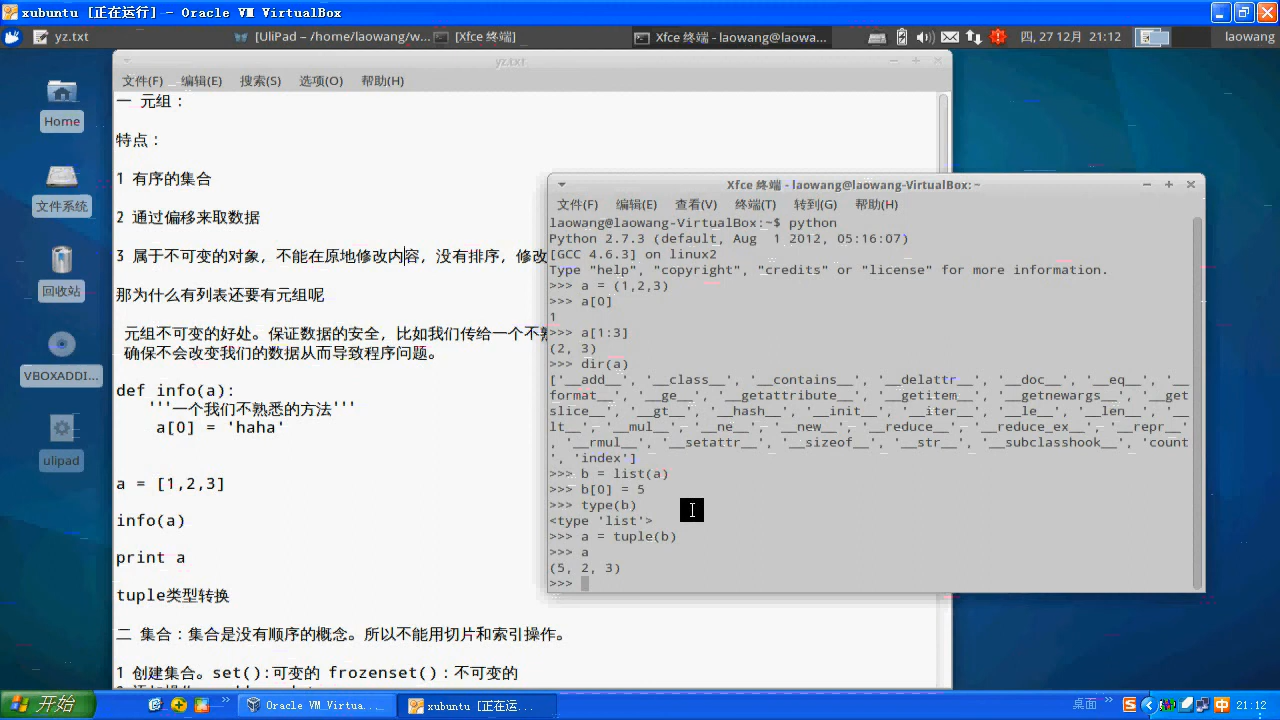 xubuntu [正在运行] - Oracle VM VirtualBox
yz.txt
[UliPad – /home/laowang/w...
[Xfce 终端]
Xfce 终端 - laowang@laowa...
四, 27 12月 21:12
laowang
Home
文件系统
回收站
VBOXADDI...
ulipad
yz.txt
文件(F) 编辑(E) 搜索(S) 选项(O) 帮助(H)
一 元组：
特点：
1 有序的集合
2 通过偏移来取数据
3 属于不可变的对象，不能在原地修改内容，没有排序，修改
那为什么有列表还要有元组呢
元组不可变的好处。保证数据的安全，比如我们传给一个不熟
确保不会改变我们的数据从而导致程序问题。
def info(a):
'''一个我们不熟悉的方法'''
a[0] = 'haha'
a = [1,2,3]
info(a)
print a
tuple类型转换
二 集合：集合是没有顺序的概念。所以不能用切片和索引操作。
1 创建集合。set():可变的 frozenset()：不可变的
Xfce 终端 - laowang@laowang-VirtualBox: ~
文件(F) 编辑(E) 查看(V) 终端(T) 转到(G) 帮助(H)
laowang@laowang-VirtualBox:~$ python
Python 2.7.3 (default, Aug  1 2012, 05:16:07)
[GCC 4.6.3] on linux2
Type "help", "copyright", "credits" or "license" for more information.
>>> a = (1,2,3)
>>> a[0]
1
>>> a[1:3]
(2, 3)
>>> dir(a)
['__add__', '__class__', '__contains__', '__delattr__', '__doc__', '__eq__', '__
format__', '__ge__', '__getattribute__', '__getitem__', '__getnewargs__', '__get
slice__', '__gt__', '__hash__', '__init__', '__iter__', '__le__', '__len__', '__
lt__', '__mul__', '__ne__', '__new__', '__reduce__', '__reduce_ex__', '__repr__'
, '__rmul__', '__setattr__', '__sizeof__', '__str__', '__subclasshook__', 'count
', 'index']
>>> b = list(a)
>>> b[0] = 5
>>> type(b)
<type 'list'>
>>> a = tuple(b)
>>> a
(5, 2, 3)
>>>
开始
Oracle VM Virtua...
xubuntu [正在运...
桌面
中
21:12